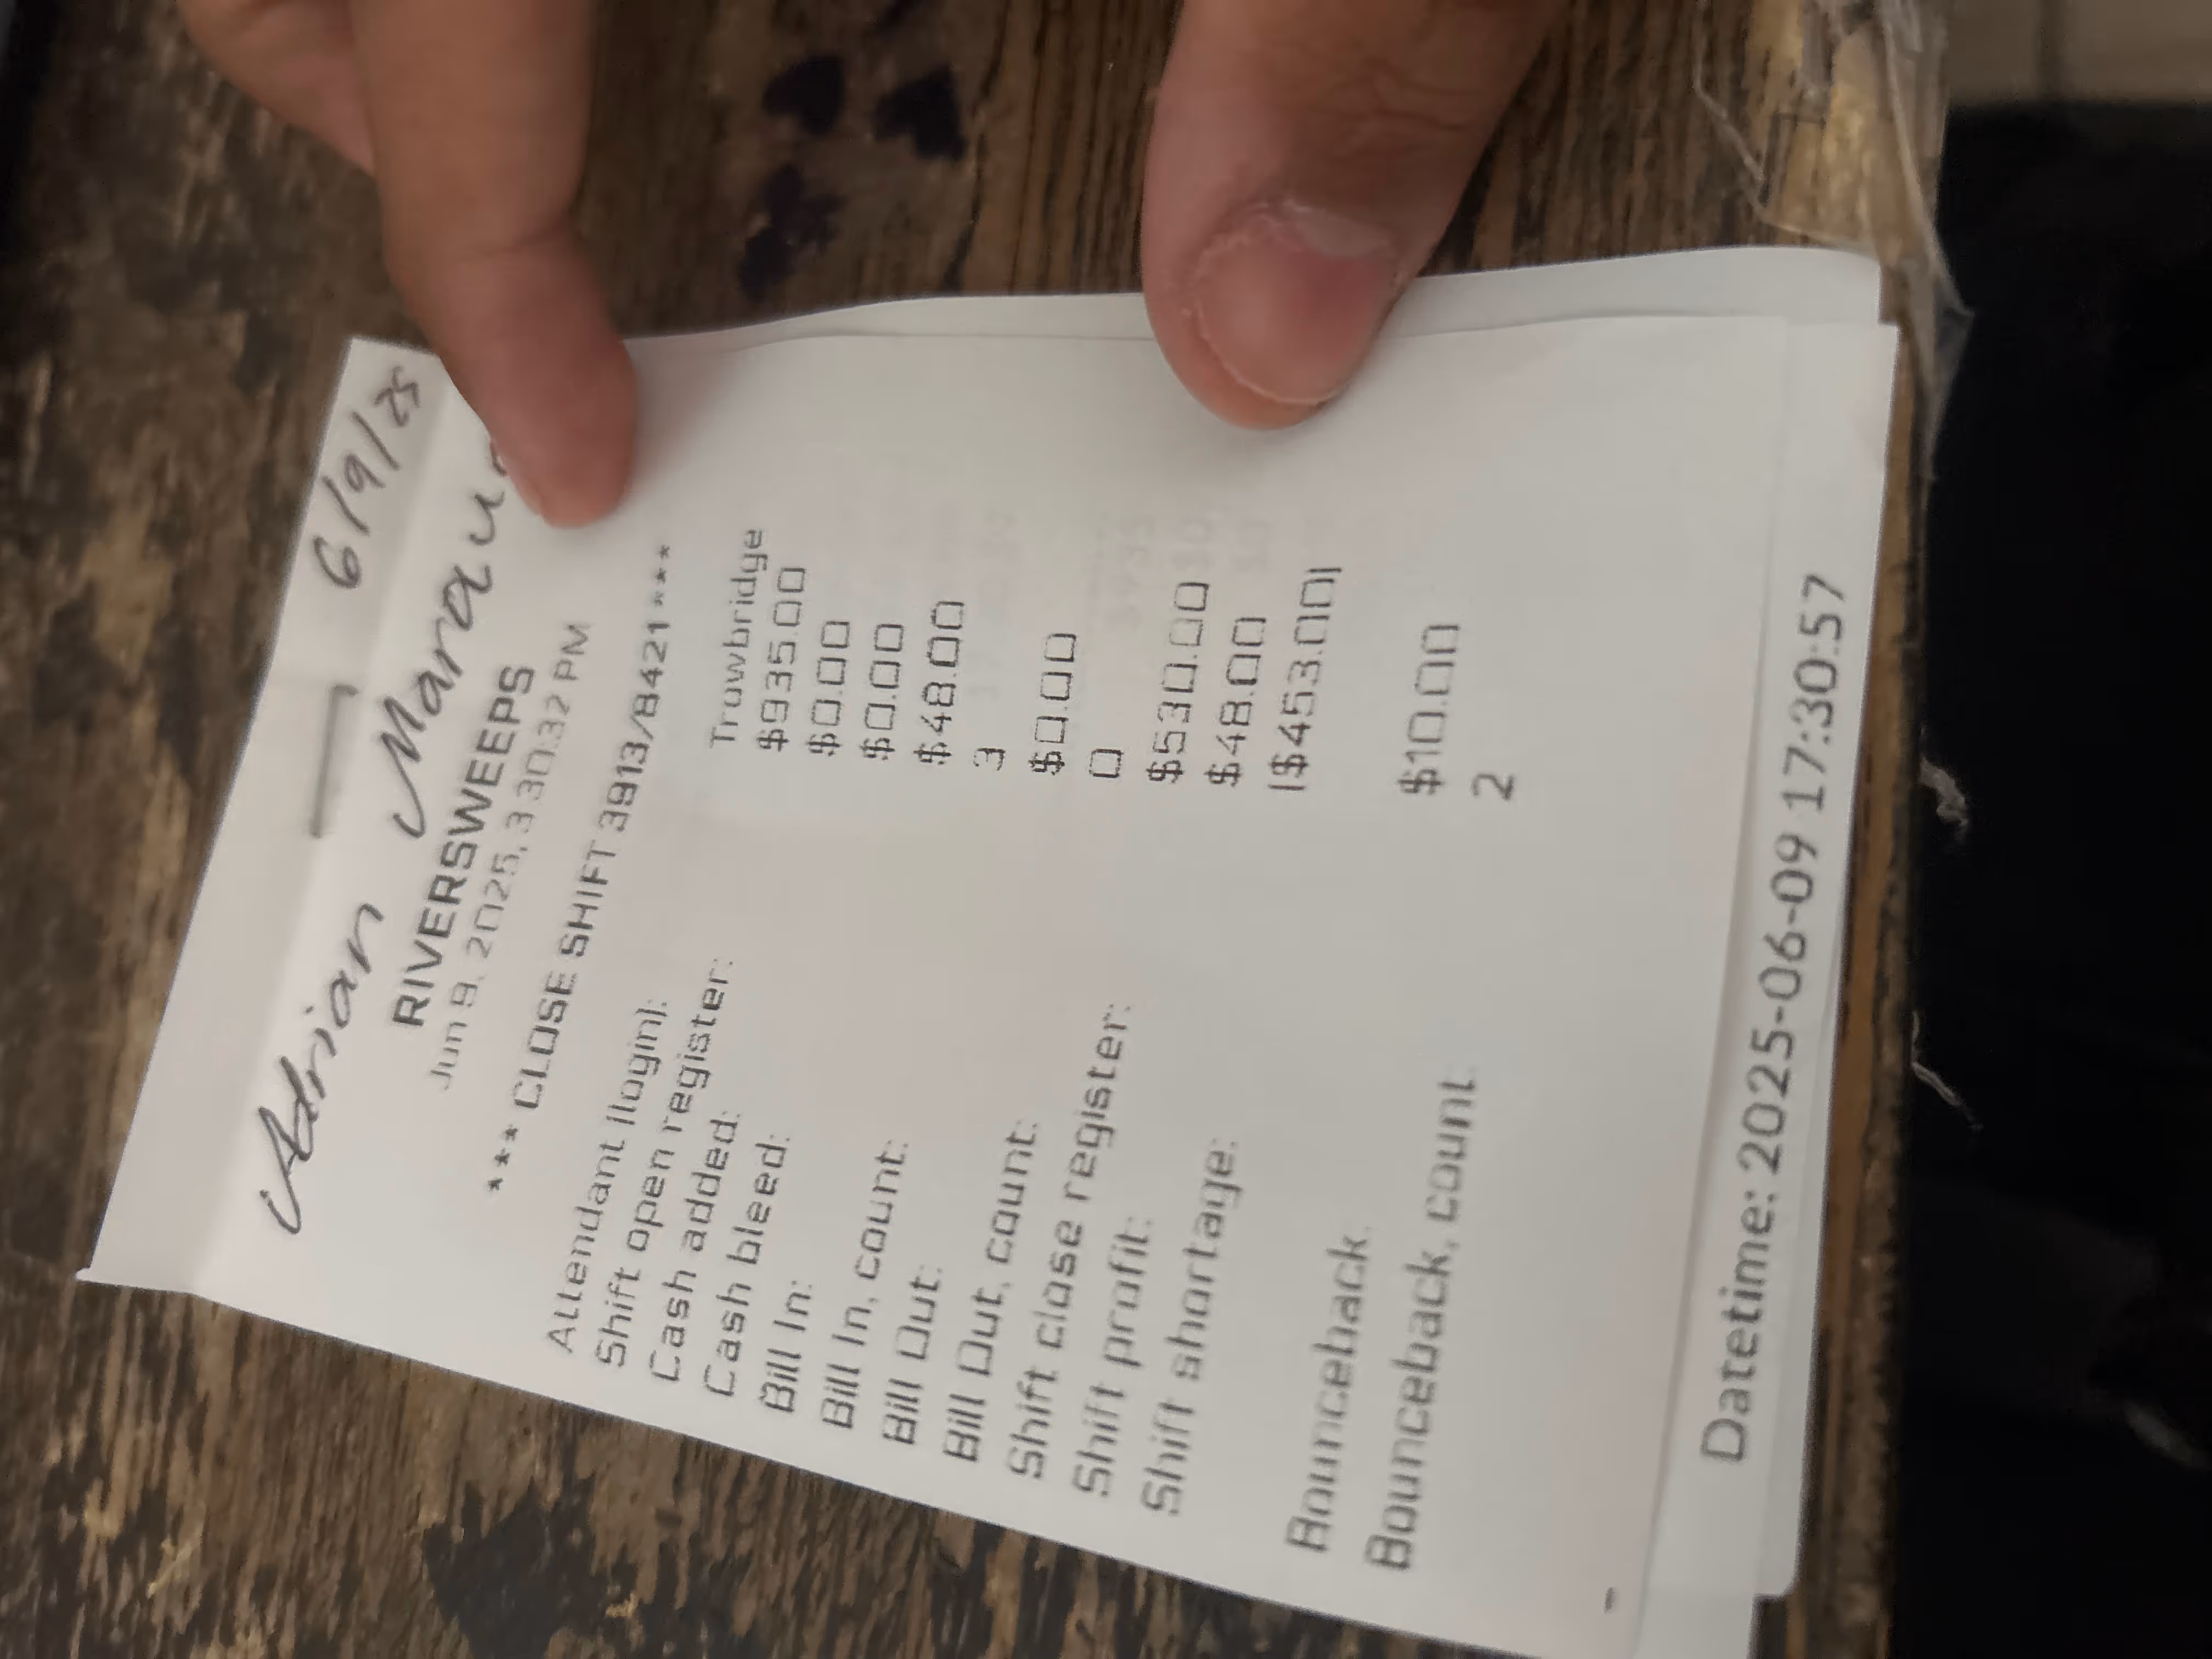 6/9/25
Adrian
RIVERSWEEPS
Jun 9, 2025, 3:30:32 PM
**** CLOSE SHIFT 3913/8421 ****
Attendant (login): Trowbridge
Shift open register: $935.00
Cash added: $0.00
Cash bleed: $0.00
Bill In: $48.00
Bill In, count: 3
Bill Out: $0.00
Bill Out, count: 0
Shift close register: $530.00
Shift profit: $48.00
Shift shortage: ($453.00)
Bounceback: $10.00
Bounceback, count: 2
Datetime: 2025-06-09 17:30:57